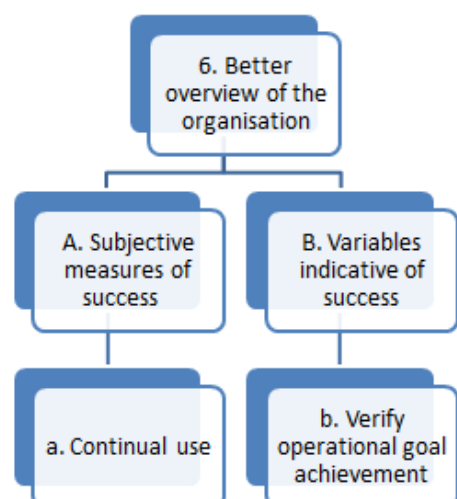 6. Better
overview of the
organisation
A. Subjective
measures of
success
B. Variables
indicative of
success
a. Continual use
b. Verify
operational goal
achievement